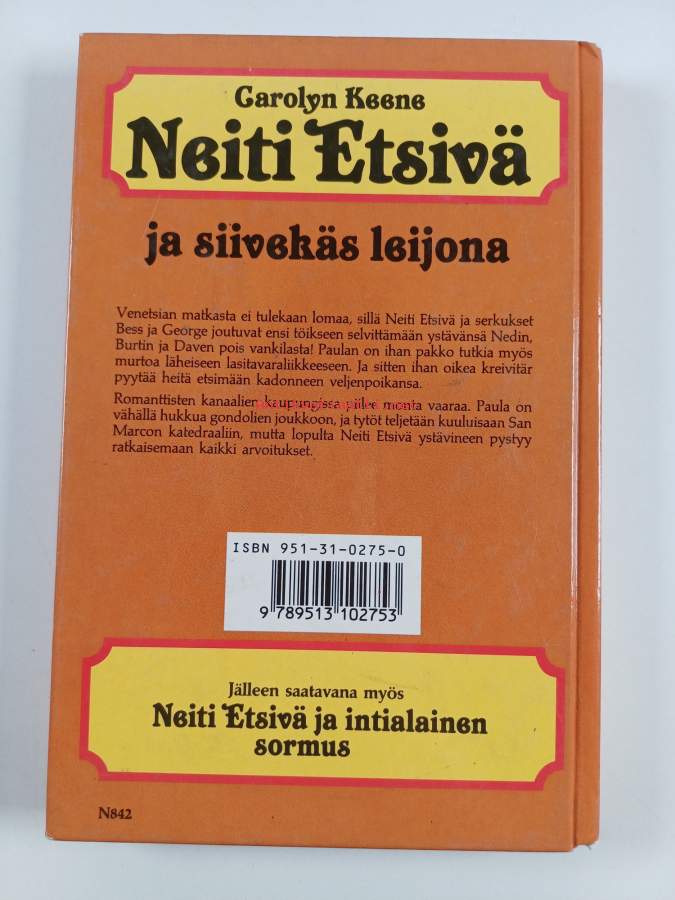 Carolyn Keene
Neiti Etsivä
ja siivekäs leijona
Venetsian matkasta ei tulekaan lomaa, sillä Neiti Etsivä ja serkukset
Bess ja George joutuvat ensi töikseen selvittämään ystävänsä Nedin,
Burtin ja Daven pois vankilasta! Paulan on ihan pakko tutkia myös
murtoa läheiseen lasitavaraliikkeeseen. Ja sitten ihan oikea kreivitär
pyytää heitä etsimään kadonneen veljenpoikansa.
Romanttisten kanaalien kaupungissa piilee monta vaaraa. Paula on
vähällä hukkua gondolien joukkoon, ja tytöt teljetään kuuluisaan San
Marcon katedraaliin, mutta lopulta Neiti Etsivä ystävineen pystyy
ratkaisemaan kaikki arvoitukset.
ISBN 951-31-0275-0
9 789513 102753
Jälleen saatavana myös
Neiti Etsivä ja intialainen
sormus
N842